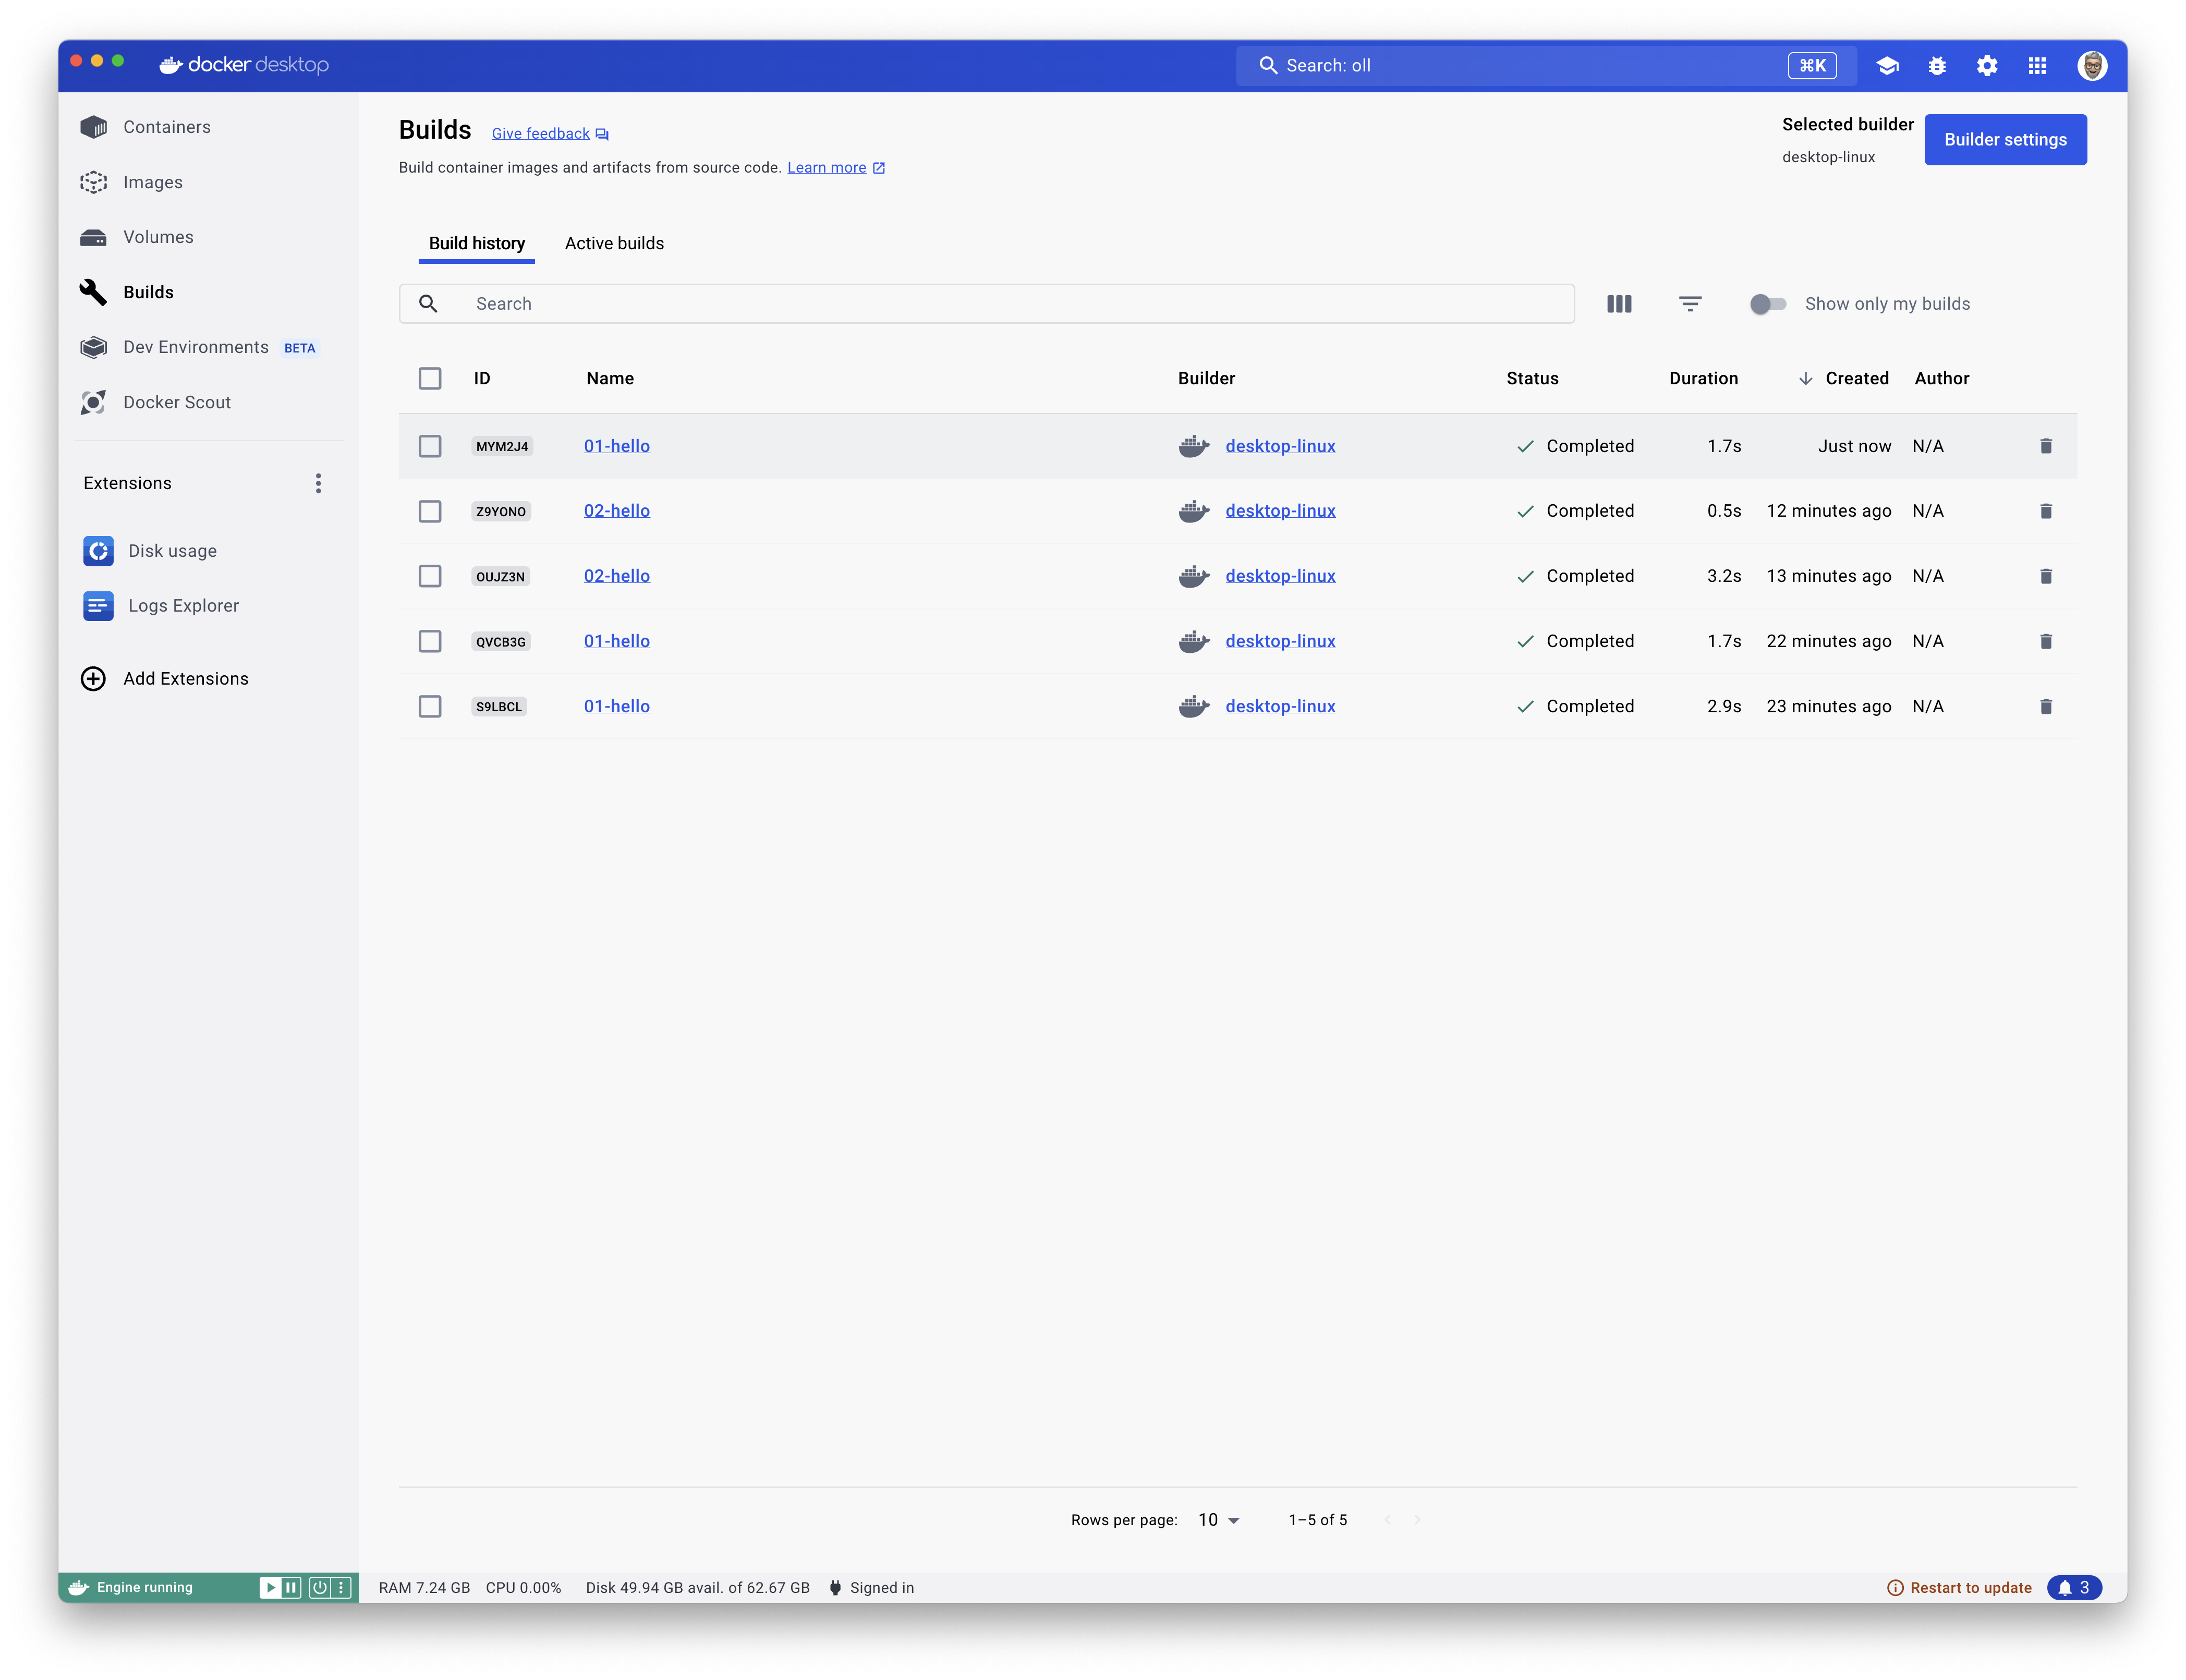 docker desktop
Search: oll
⌘K
Containers
Images
Volumes
Builds
Dev Environments BETA
Docker Scout
Extensions
Disk usage
Logs Explorer
Add Extensions
Builds Give feedback
Build container images and artifacts from source code. Learn more
Selected builder
desktop-linux
Builder settings
Build history Active builds
Search
Show only my builds
ID Name Builder Status Duration Created Author
MYM2J4 01-hello desktop-linux Completed 1.7s Just now N/A
Z9YONO 02-hello desktop-linux Completed 0.5s 12 minutes ago N/A
OUJZ3N 02-hello desktop-linux Completed 3.2s 13 minutes ago N/A
QVCB3G 01-hello desktop-linux Completed 1.7s 22 minutes ago N/A
S9LBCL 01-hello desktop-linux Completed 2.9s 23 minutes ago N/A
Rows per page: 10 1–5 of 5
Engine running
RAM 7.24 GB CPU 0.00% Disk 49.94 GB avail. of 62.67 GB Signed in
Restart to update 3